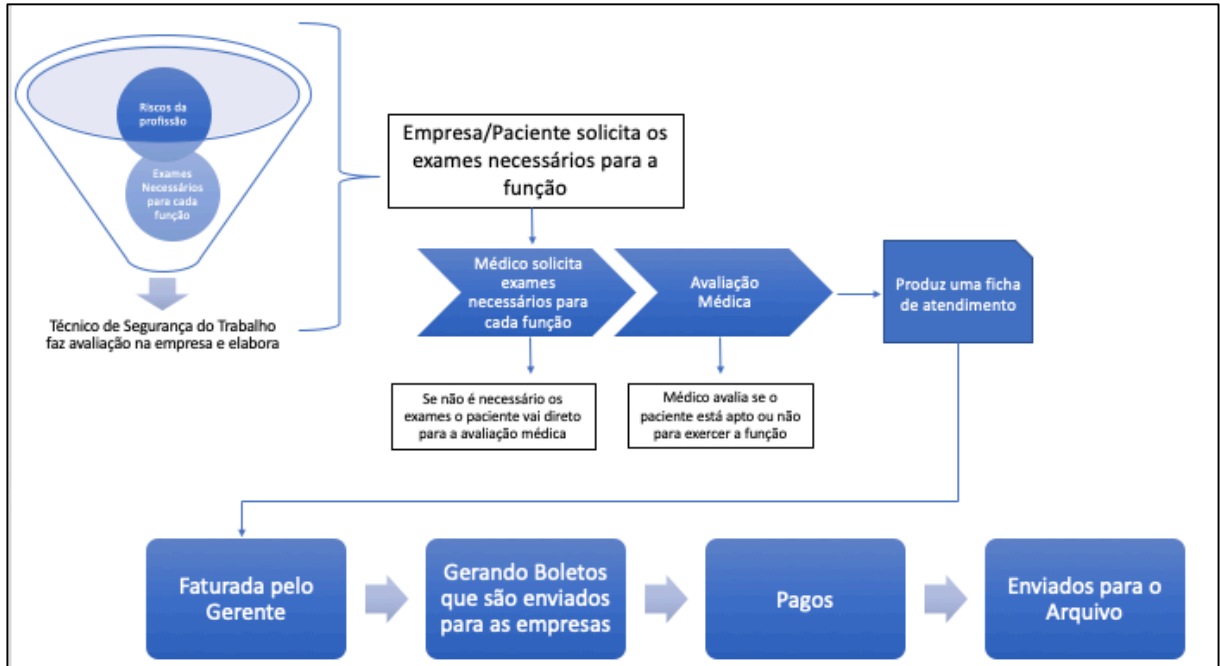 Riscos da
profissão
Exames
Necessários
para cada
função
Técnico de Segurança do Trabalho
faz avaliação na empresa e elabora
Empresa/Paciente solicita os
exames necessários para a
função
Médico solicita
exames
necessários para
cada função
Avaliação
Médica
Produz uma ficha
de atendimento
Se não é necessário os
exames o paciente vai direto
para a avaliação médica
Médico avalia se o
paciente está apto ou não
para exercer a função
Faturada pelo
Gerente
Gerando Boletos
que são enviados
para as empresas
Pagos
Enviados para o
Arquivo